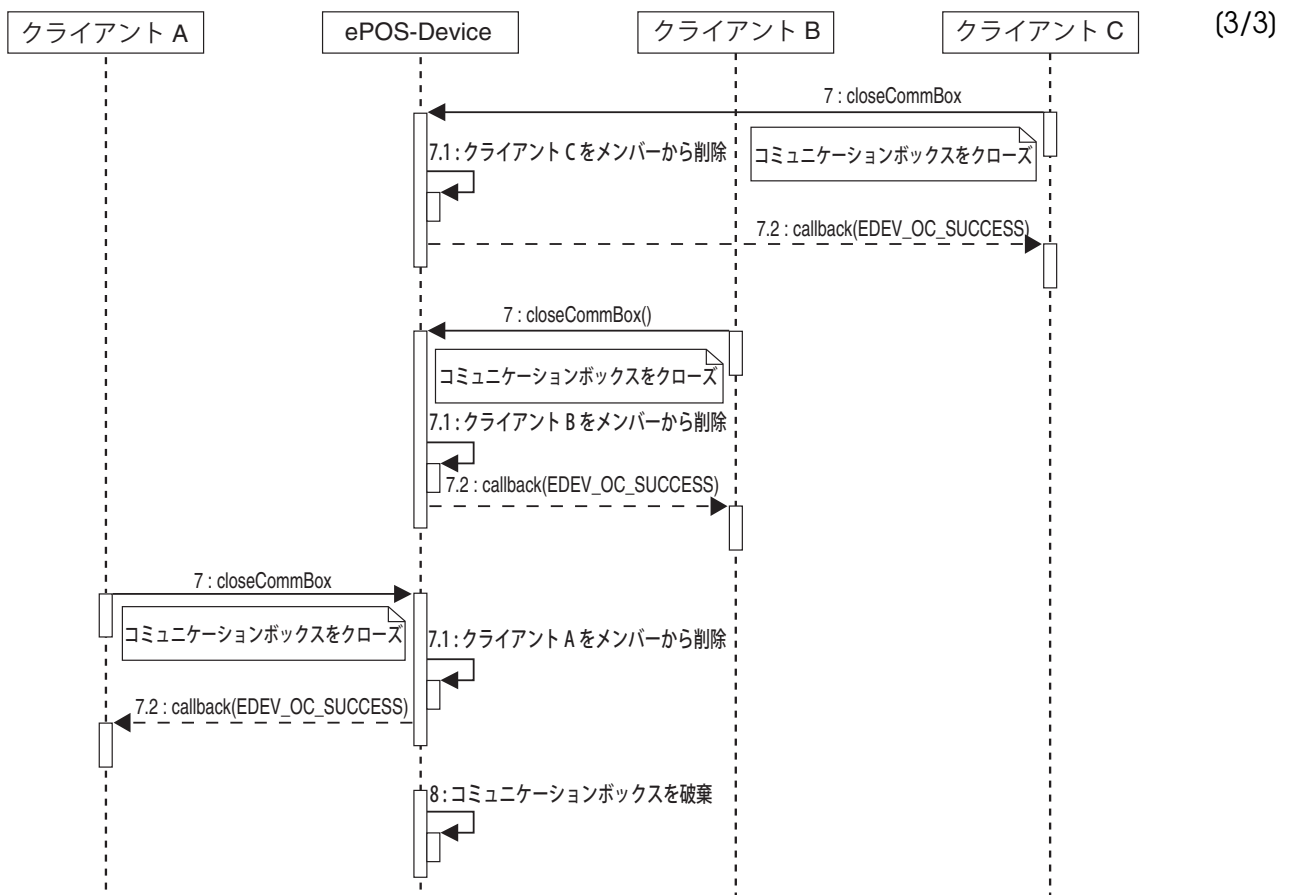 クライアント A
ePOS-Device
クライアント B
クライアント C
(3/3)
7 : closeCommBox
コミュニケーションボックスをクローズ
7.1 : クライアント C をメンバーから削除
7.2 : callback(EDEV_OC_SUCCESS)
7 : closeCommBox()
コミュニケーションボックスをクローズ
7.1 : クライアント B をメンバーから削除
7.2 : callback(EDEV_OC_SUCCESS)
7 : closeCommBox
コミュニケーションボックスをクローズ
7.1 : クライアント A をメンバーから削除
7.2 : callback(EDEV_OC_SUCCESS)
8 : コミュニケーションボックスを破棄